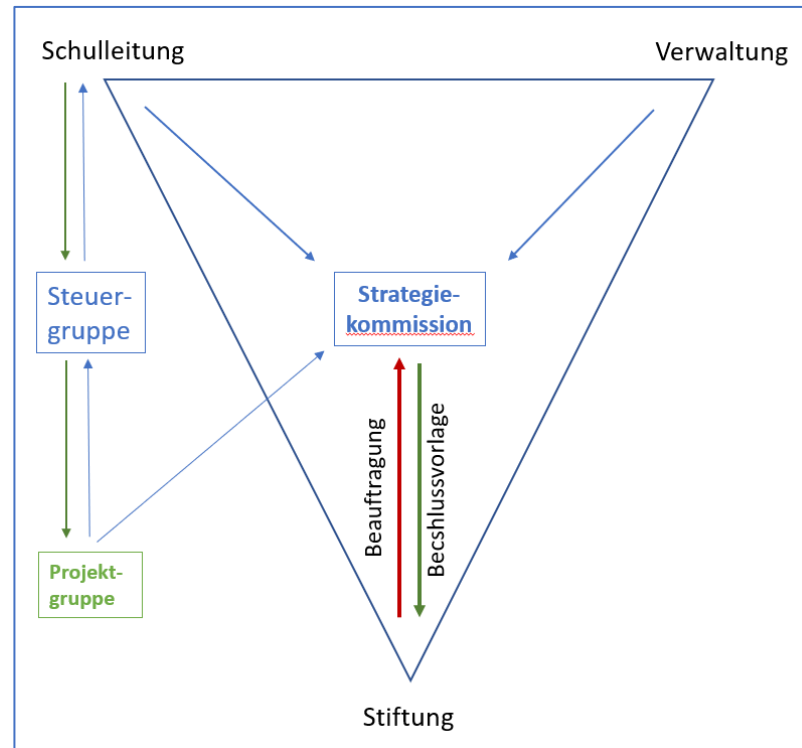 Schulleitung
Verwaltung
Steuer-
gruppe
Strategie-
kommission
Beauftragung
Becshlussvorlage
Projekt-
gruppe
Stiftung